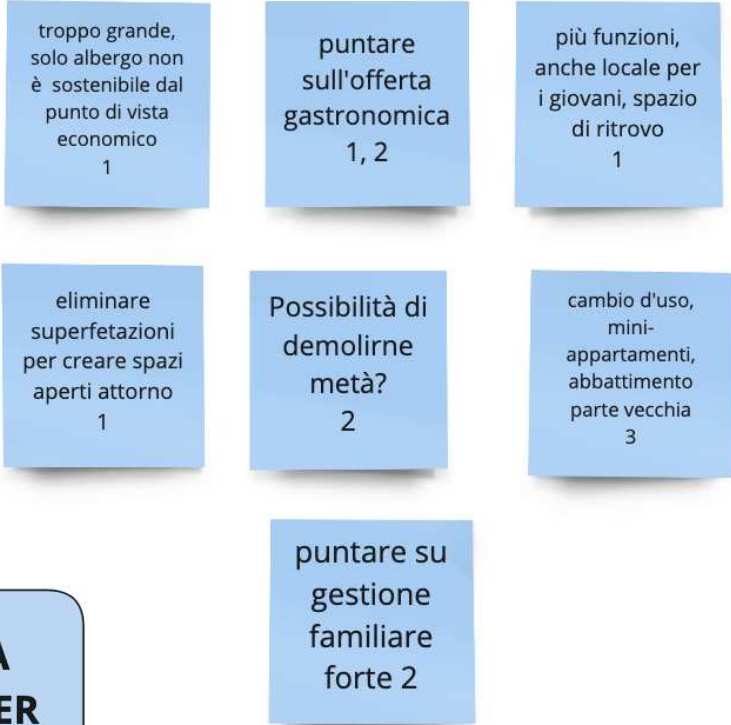 troppo grande,
solo albergo non
è sostenibile dal
punto di vista
economico
1
puntare
sull'offerta
gastronomica
1, 2
più funzioni,
anche locale per
i giovani, spazio
di ritrovo
1
eliminare
superfetazioni
per creare spazi
aperti attorno
1
Possibilità di
demolirne
metà?
2
cambio d'uso,
mini-
appartamenti,
abbattimento
parte vecchia
3
puntare su
gestione
familiare
forte 2
A
ER